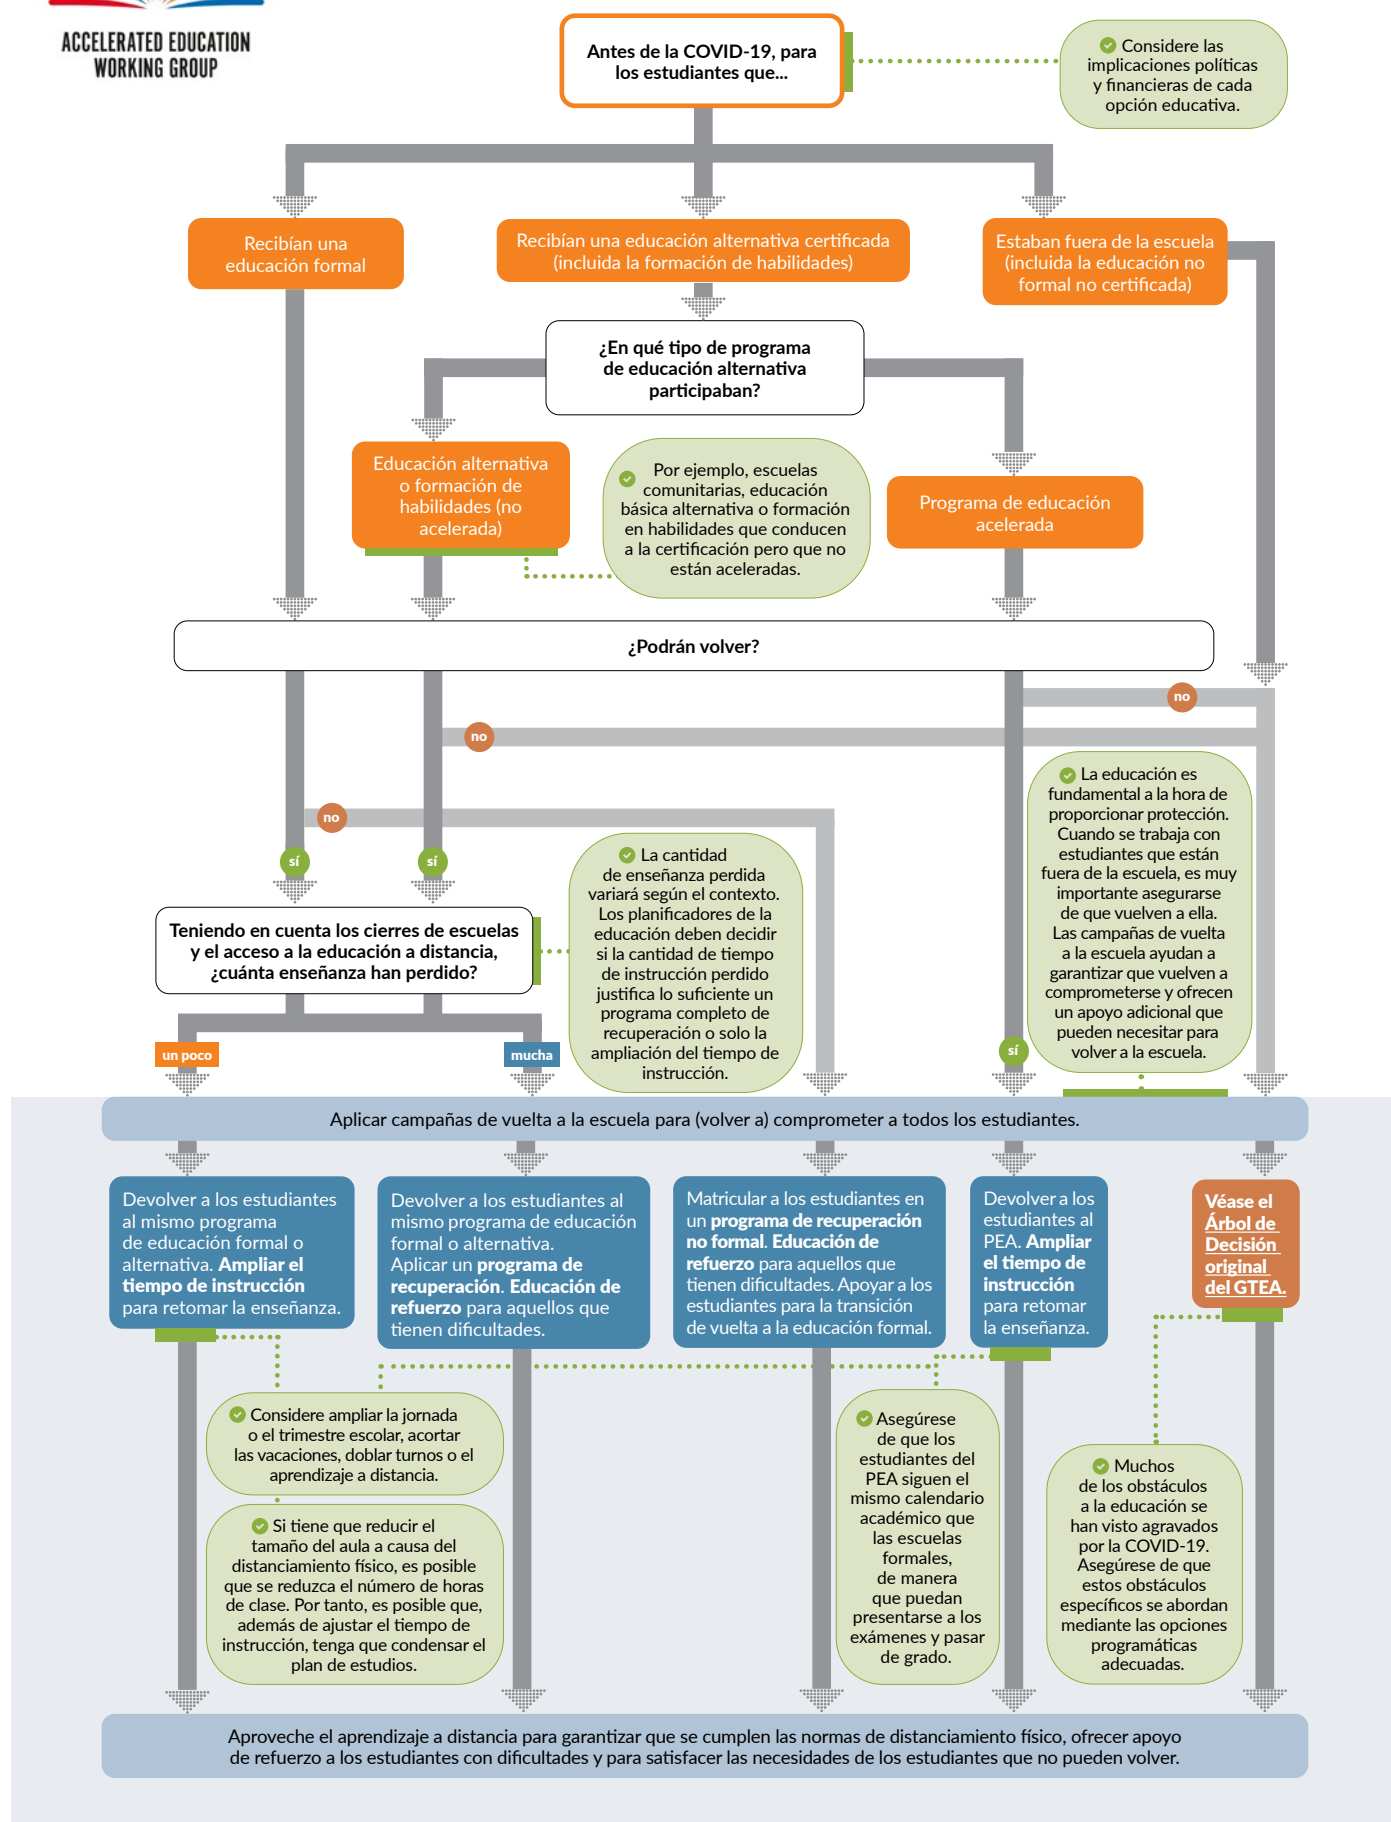 ACCELERATED EDUCATION
WORKING GROUP
Antes de la COVID-19, para
los estudiantes que...
Considere las
implicaciones políticas
y financieras de cada
opción educativa.
Recibían una
educación formal
Recibían una educación alternativa certificada
(incluida la formación de habilidades)
Estaban fuera de la escuela
(incluida la educación no
formal no certificada)
¿En qué tipo de programa
de educación alternativa
participaban?
Educación alternativa
o formación de
habilidades (no
acelerada)
Por ejemplo, escuelas
comunitarias, educación
básica alternativa o formación
en habilidades que conducen
a la certificación pero que no
están aceleradas.
Programa de educación
acelerada
¿Podrán volver?
no
no
no
sí
sí
La educación es
fundamental a la hora de
proporcionar protección.
Cuando se trabaja con
estudiantes que están
fuera de la escuela, es muy
importante asegurarse
de que vuelven a ella.
Las campañas de vuelta
a la escuela ayudan a
garantizar que vuelven a
comprometerse y ofrecen
un apoyo adicional que
pueden necesitar para
volver a la escuela.
La cantidad
de enseñanza perdida
variará según el contexto.
Los planificadores de la
educación deben decidir
si la cantidad de tiempo
de instrucción perdido
justifica lo suficiente un
programa completo de
recuperación o solo la
ampliación del tiempo de
instrucción.
Teniendo en cuenta los cierres de escuelas
y el acceso a la educación a distancia,
¿cuánta enseñanza han perdido?
un poco
mucha
sí
Aplicar campañas de vuelta a la escuela para (volver a) comprometer a todos los estudiantes.
Devolver a los estudiantes
al mismo programa
de educación formal o
alternativa. Ampliar el
tiempo de instrucción
para retomar la enseñanza.
Devolver a los estudiantes al
mismo programa de educación
formal o alternativa.
Aplicar un programa de
recuperación. Educación de
refuerzo para aquellos que
tienen dificultades.
Matricular a los estudiantes en
un programa de recuperación
no formal. Educación de
refuerzo para aquellos que
tienen dificultades. Apoyar a los
estudiantes para la transición
de vuelta a la educación formal.
Devolver a los
estudiantes al
PEA. Ampliar
el tiempo de
instrucción
para retomar
la enseñanza.
Véase el
Árbol de
Decisión
original
del GTEA.
Considere ampliar la jornada
o el trimestre escolar, acortar
las vacaciones, doblar turnos o el
aprendizaje a distancia.
Si tiene que reducir el
tamaño del aula a causa del
distanciamiento físico, es posible
que se reduzca el número de horas
de clase. Por tanto, es posible que,
además de ajustar el tiempo de
instrucción, tenga que condensar el
plan de estudios.
Asegúrese
de que los
estudiantes del
PEA siguen el
mismo calendario
académico que
las escuelas
formales,
de manera
que puedan
presentarse a los
exámenes y pasar
de grado.
Muchos
de los obstáculos
a la educación se
han visto agravados
por la COVID-19.
Asegúrese de que
estos obstáculos
específicos se abordan
mediante las opciones
programáticas
adecuadas.
Aproveche el aprendizaje a distancia para garantizar que se cumplen las normas de distanciamiento físico, ofrecer apoyo
de refuerzo a los estudiantes con dificultades y para satisfacer las necesidades de los estudiantes que no pueden volver.